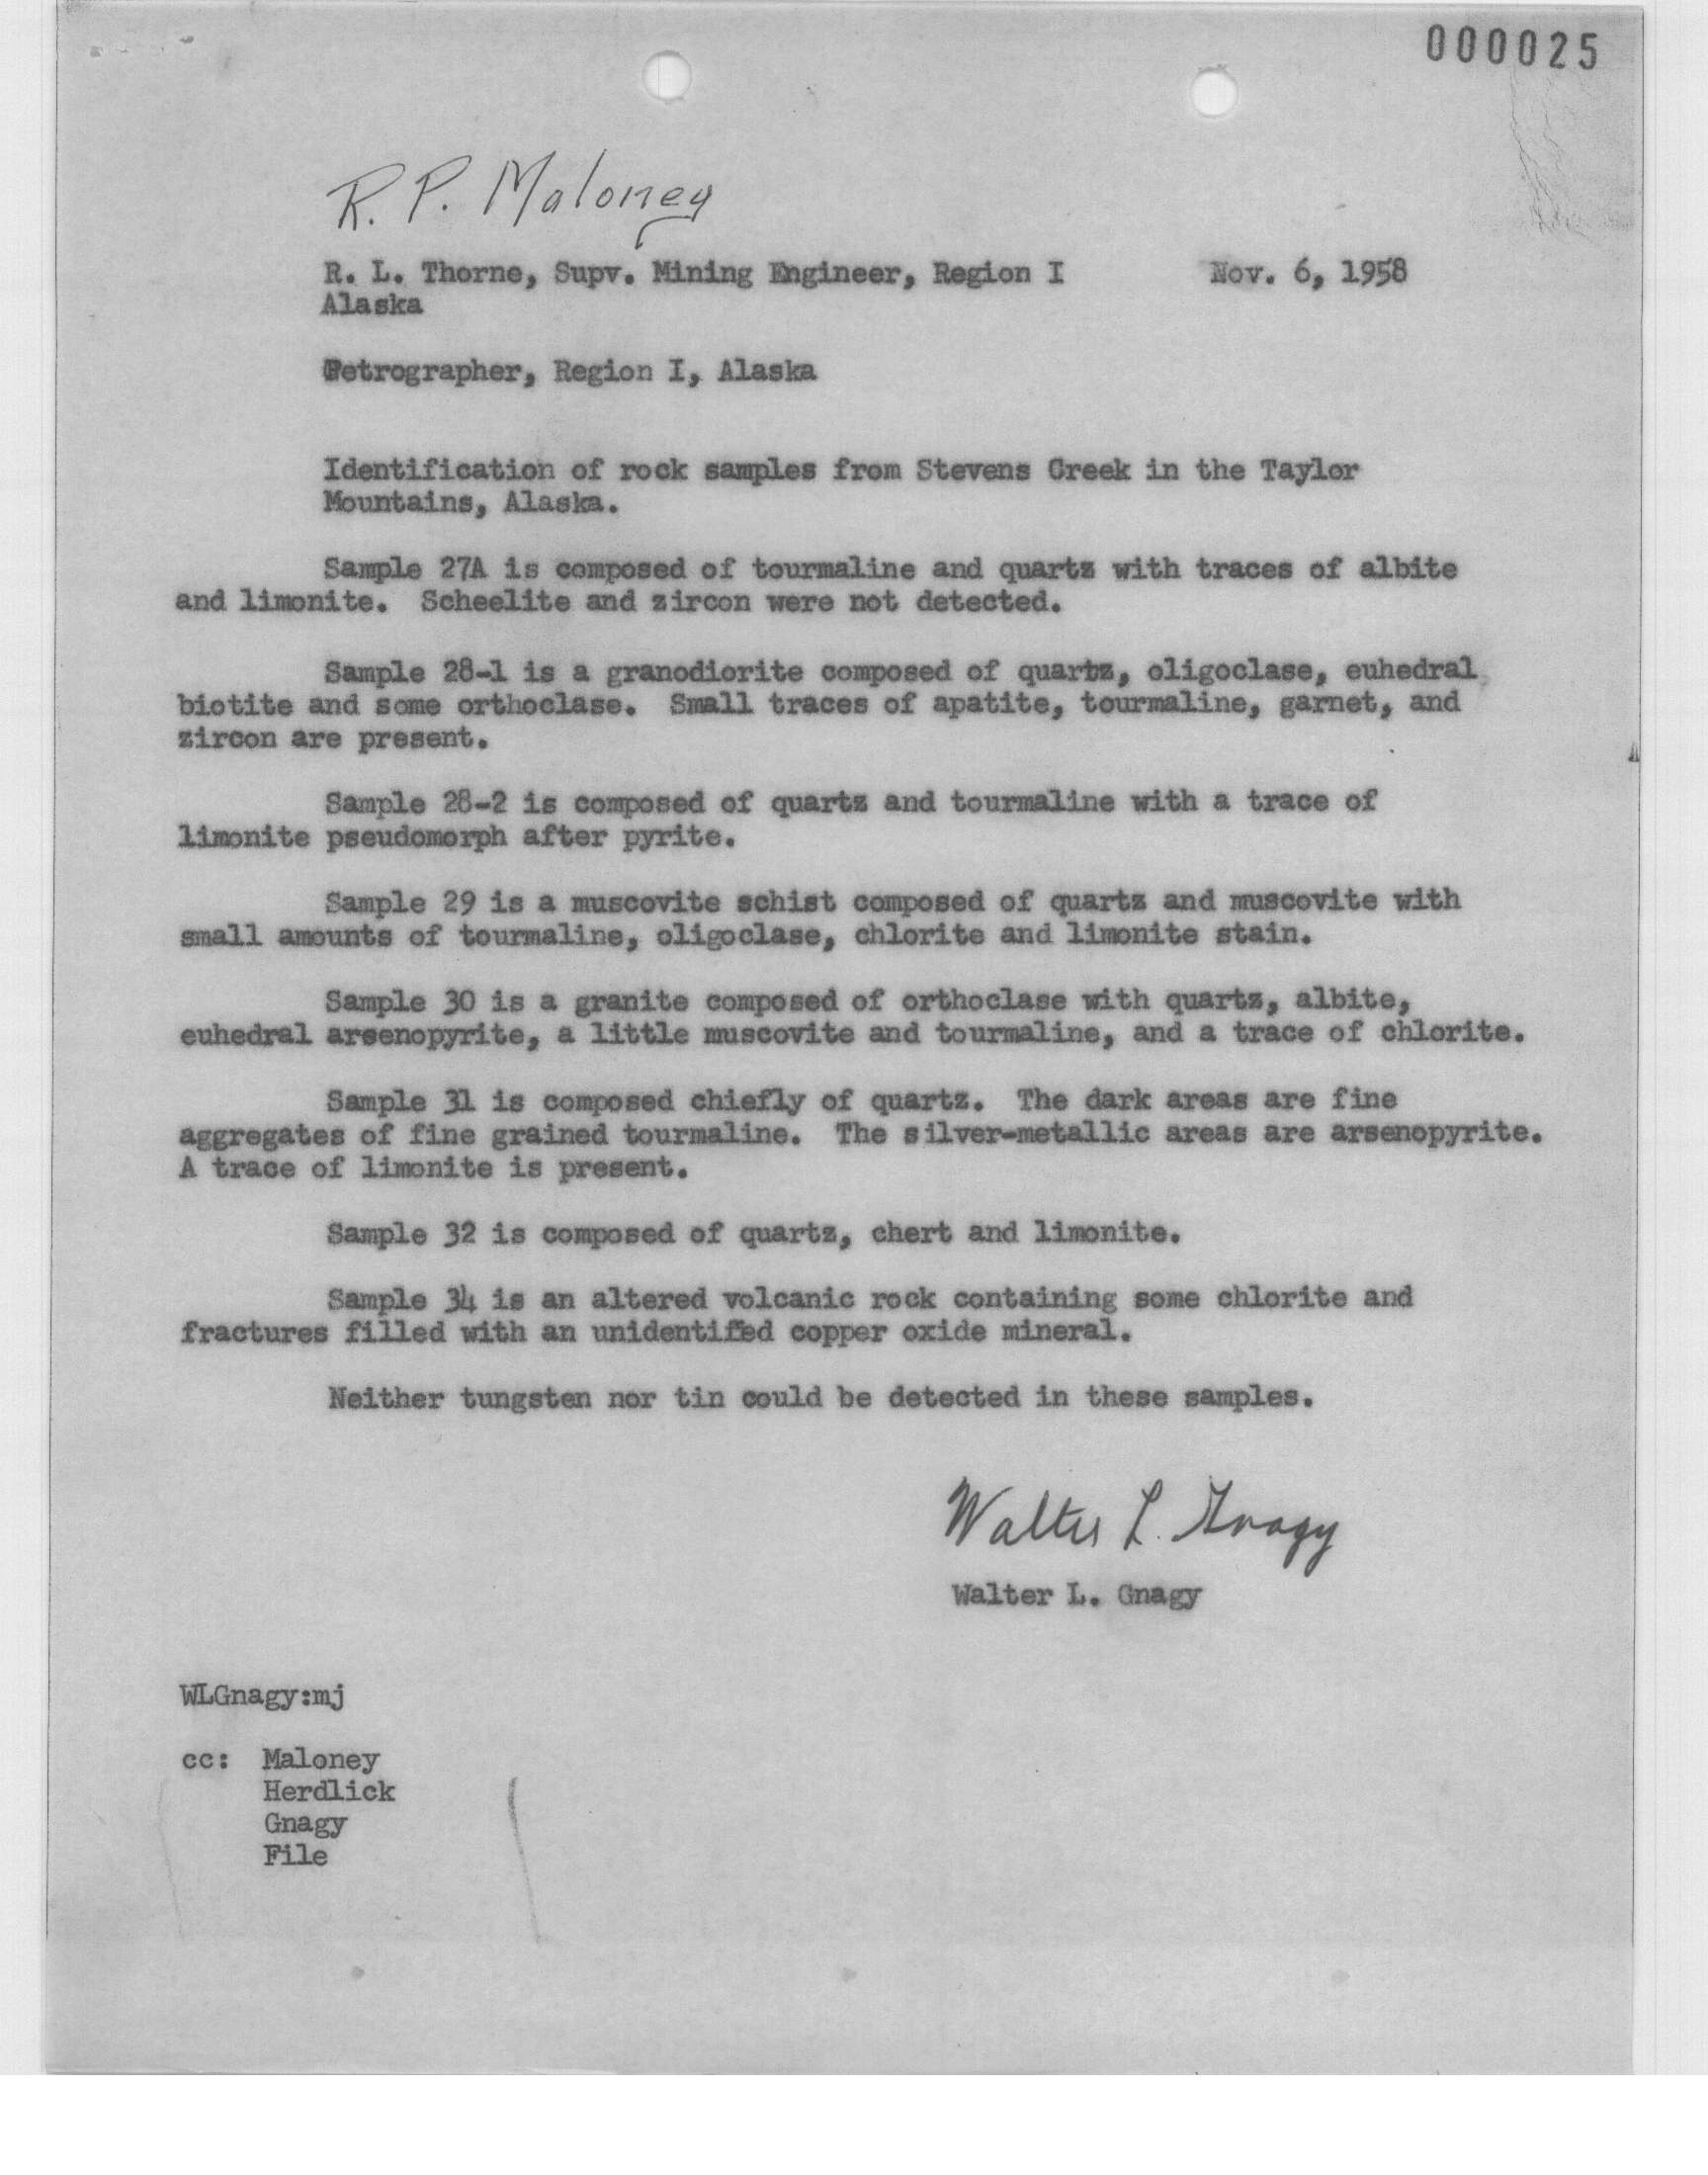 000025
R. P. Maloney
R. L. Thorne, Supv. Mining Engineer, Region I Nov. 6, 1958
Alaska
Petrographer, Region I, Alaska
Identification of rock samples from Stevens Creek in the Taylor
Mountains, Alaska.
Sample 27A is composed of tourmaline and quartz with traces of albite
and limonite. Scheelite and zircon were not detected.
Sample 28-1 is a granodiorite composed of quartz, oligoclase, euhedral
biotite and some orthoclase. Small traces of apatite, tourmaline, garnet, and
zircon are present.
Sample 28-2 is composed of quartz and tourmaline with a trace of
limonite pseudomorph after pyrite.
Sample 29 is a muscovite schist composed of quartz and muscovite with
small amounts of tourmaline, oligoclase, chlorite and limonite stain.
Sample 30 is a granite composed of orthoclase with quartz, albite,
euhedral arsenopyrite, a little muscovite and tourmaline, and a trace of chlorite.
Sample 31 is composed chiefly of quartz. The dark areas are fine
aggregates of fine grained tourmaline. The silver-metallic areas are arsenopyrite.
A trace of limonite is present.
Sample 32 is composed of quartz, chert and limonite.
Sample 34 is an altered volcanic rock containing some chlorite and
fractures filled with an unidentified copper oxide mineral.
Neither tungsten nor tin could be detected in these samples.
Walter L. Gnagy
Walter L. Gnagy
WLGnagy:mj
cc: Maloney
Herdlick
Gnagy
File